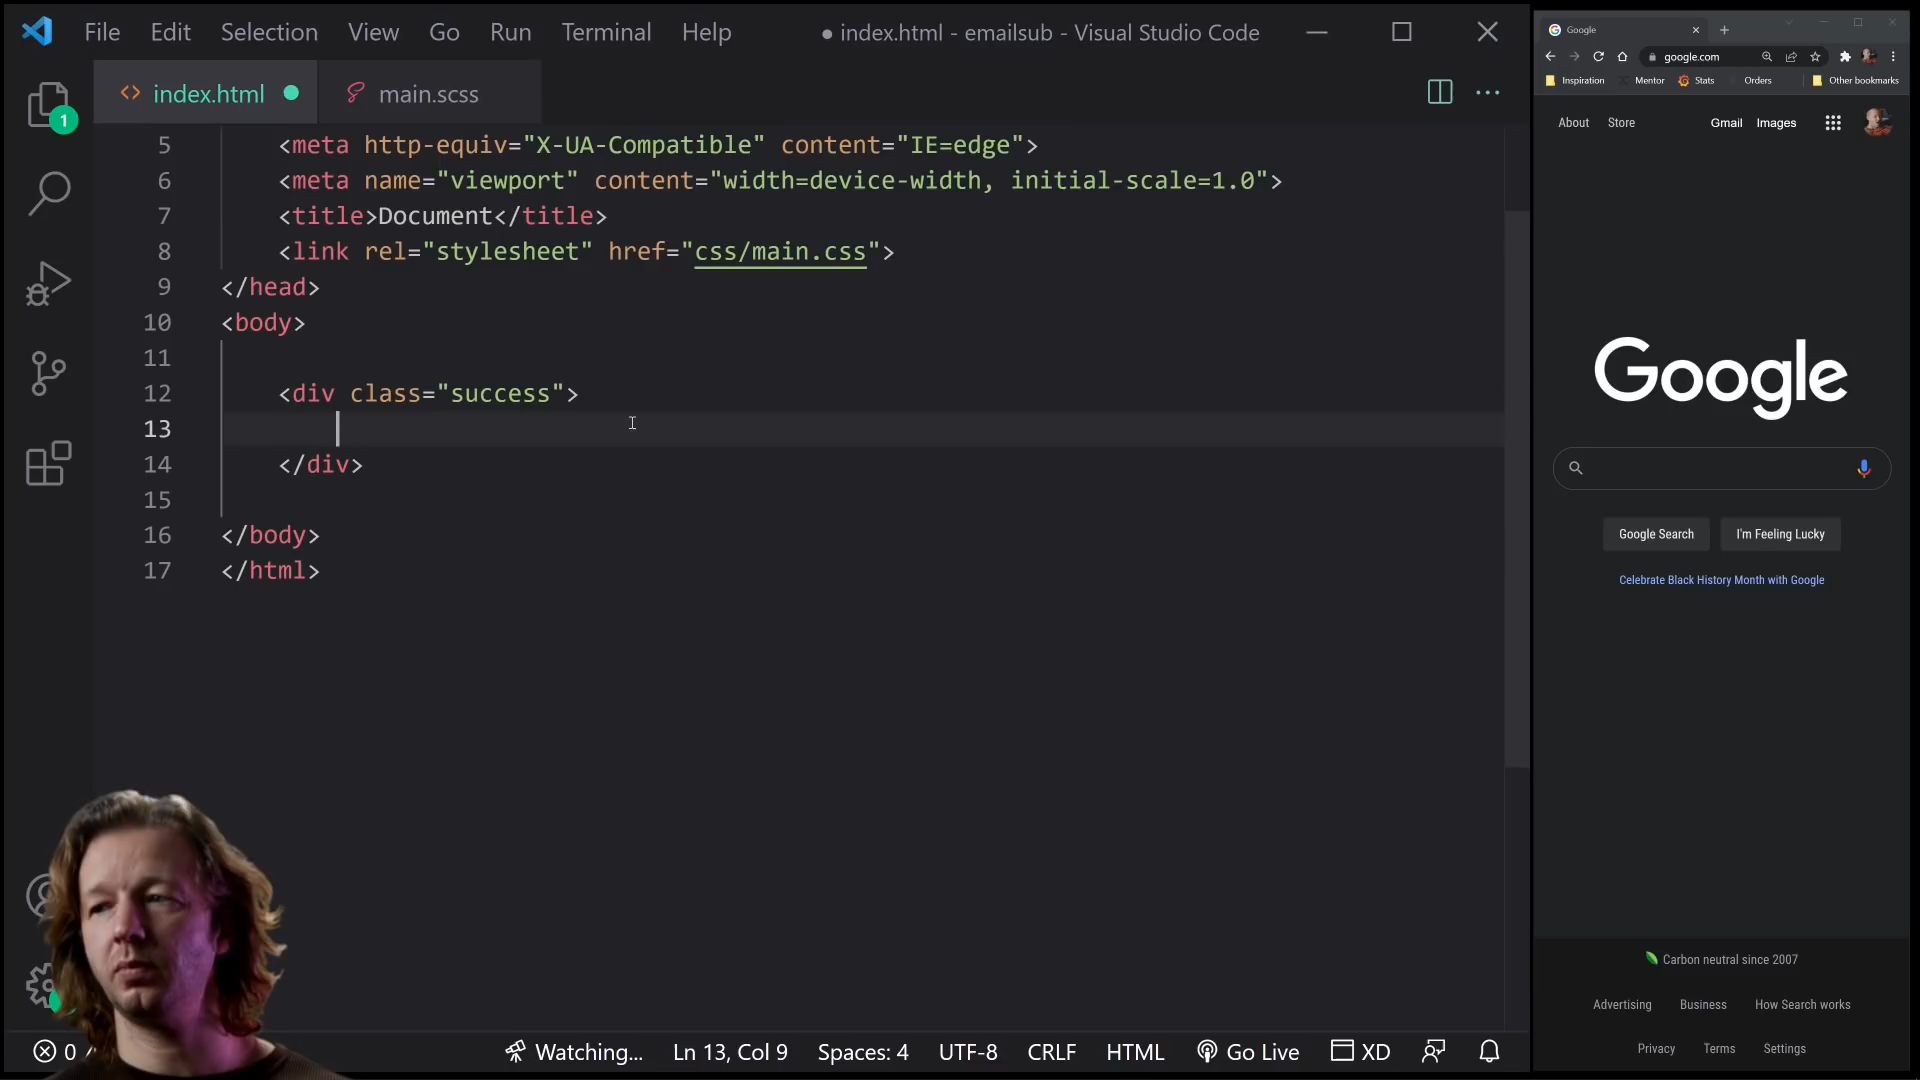 File Edit Selection View Go Run Terminal Help ● index.html - emailsub - Visual Studio Code
index.html main.scss
1
5 <meta http-equiv="X-UA-Compatible" content="IE=edge">
6 <meta name="viewport" content="width=device-width, initial-scale=1.0">
7 <title>Document</title>
8 <link rel="stylesheet" href="css/main.css">
9 </head>
10 <body>
11
12 <div class="success">
13
14 </div>
15
16 </body>
17 </html>
0
Watching... Ln 13, Col 9 Spaces: 4 UTF-8 CRLF HTML Go Live XD
Google
google.com
Inspiration Mentor Stats Orders Other bookmarks
About Store Gmail Images
Google
Google Search I'm Feeling Lucky
Celebrate Black History Month with Google
Carbon neutral since 2007
Advertising Business How Search works
Privacy Terms Settings